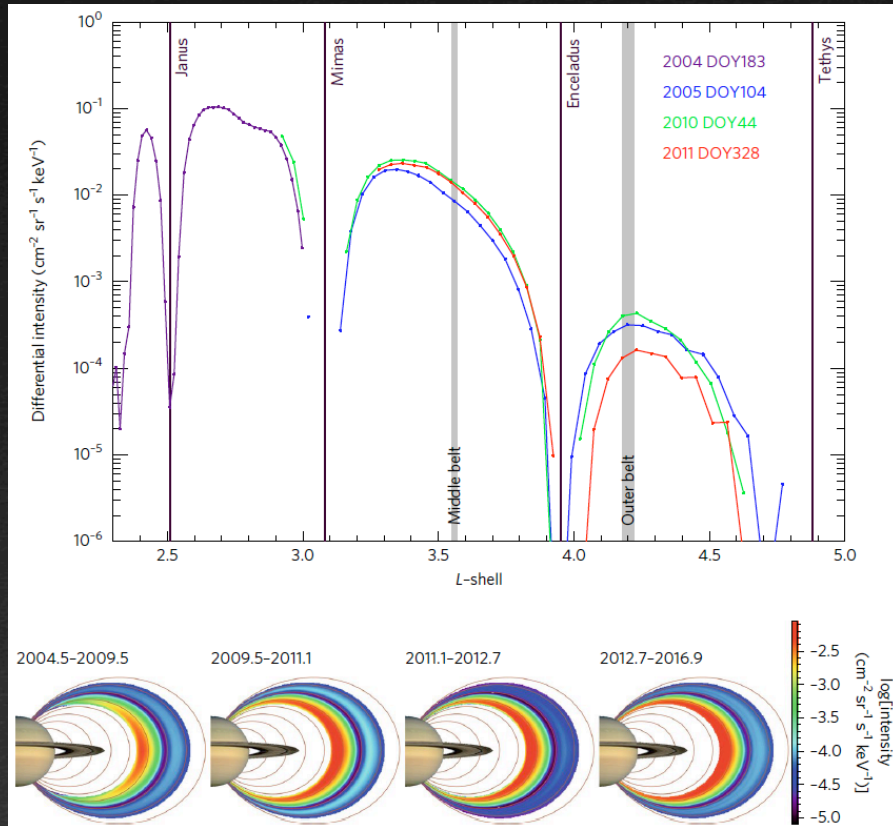 10⁰
10⁻¹
10⁻²
10⁻³
10⁻⁴
10⁻⁵
10⁻⁶
Differential intensity (cm⁻² sr⁻¹ s⁻¹ keV⁻¹)
Janus
Mimas
Enceladus
Tethys
2004 DOY183
2005 DOY104
2010 DOY44
2011 DOY328
Middle belt
Outer belt
2.5 3.0 3.5 4.0 4.5 5.0
L-shell
2004.5–2009.5 2009.5–2011.1 2011.1–2012.7 2012.7–2016.9
–2.5
–3.0
–3.5
–4.0
–4.5
–5.0
log[intensity
(cm⁻² sr⁻¹ s⁻¹ keV⁻¹)]